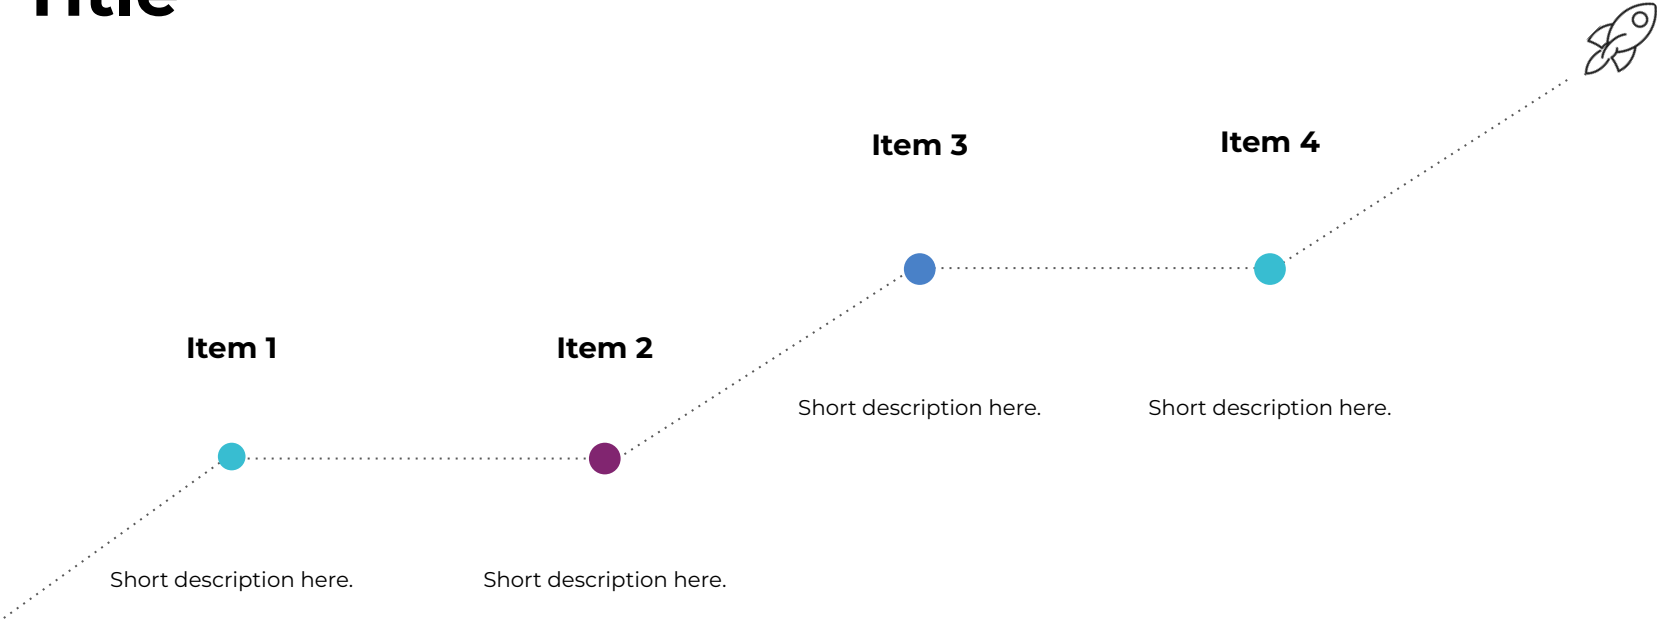 Title
Item 3
Item 4
Item 1
Item 2
Short description here.
Short description here.
Short description here.
Short description here.